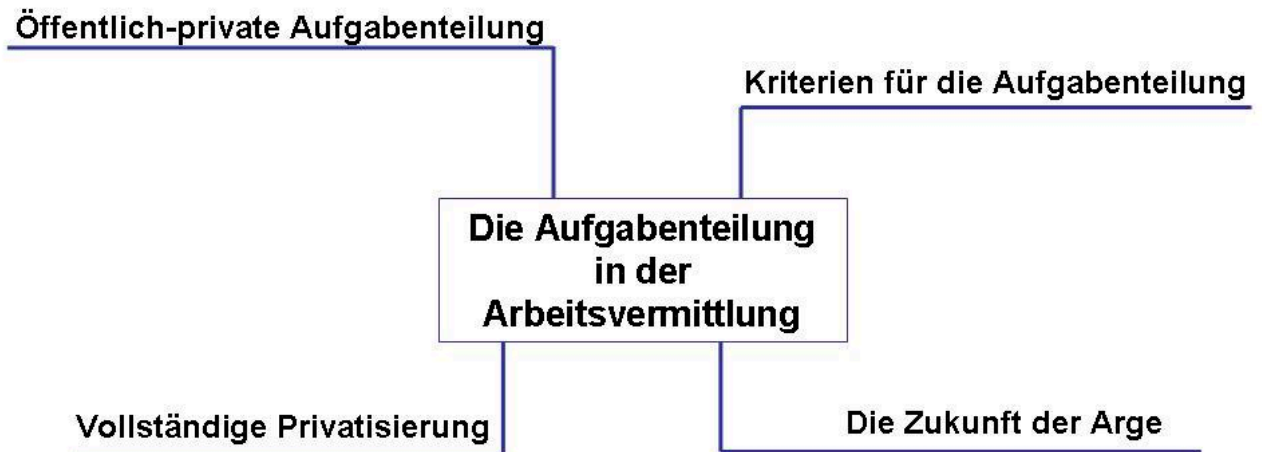 Öffentlich-private Aufgabenteilung
Kriterien für die Aufgabenteilung
Die Aufgabenteilung
in der
Arbeitsvermittlung
Vollständige Privatisierung
Die Zukunft der Arge